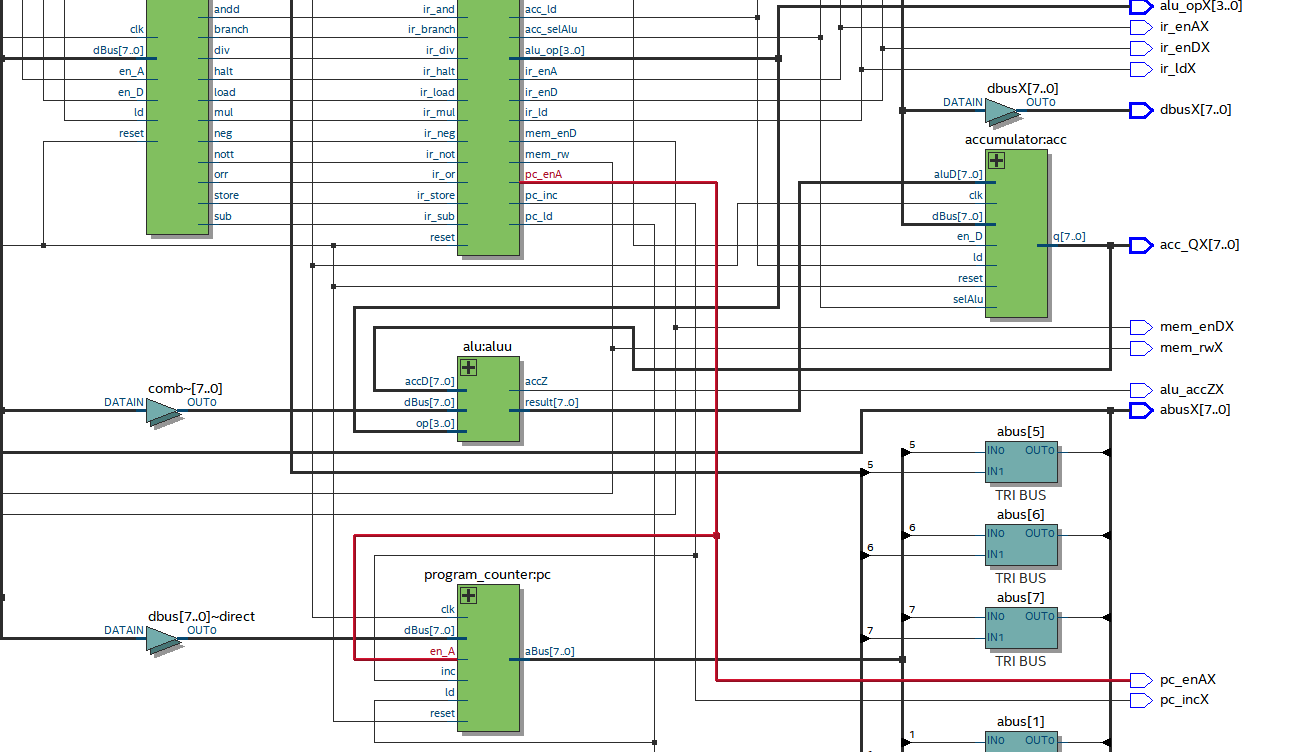 andd
ir_and
acc_ld
alu_opX[3..0]
clk
branch
ir_branch
acc_selAlu
ir_enAX
dBus[7..0]
div
ir_div
alu_op[3..0]
ir_enDX
en_A
halt
ir_halt
ir_enA
ir_ldX
en_D
load
ir_load
ir_enD
dbusX[7..0]
DATAIN
OUT0
ld
mul
ir_mul
ir_ld
dbusX[7..0]
reset
neg
ir_neg
mem_enD
accumulator:acc
nott
ir_not
mem_rw
orr
ir_or
pc_enA
aluD[7..0]
store
ir_store
pc_inc
clk
sub
ir_sub
pc_ld
dBus[7..0]
reset
en_D
q[7..0]
acc_QX[7..0]
ld
reset
selAlu
mem_enDX
alu:aluu
mem_rwX
accD[7..0]
accZ
alu_accZX
comb~[7..0]
DATAIN
OUT0
dBus[7..0]
result[7..0]
abusX[7..0]
op[3..0]
abus[5]
5
IN0
OUT0
5
IN1
TRI BUS
abus[6]
6
IN0
OUT0
6
IN1
TRI BUS
program_counter:pc
abus[7]
clk
7
IN0
OUT0
dbus[7..0]~direct
DATAIN
OUT0
dBus[7..0]
7
IN1
en_A
aBus[7..0]
TRI BUS
inc
pc_enAX
ld
pc_incX
reset
abus[1]
1
IN0
OUT0